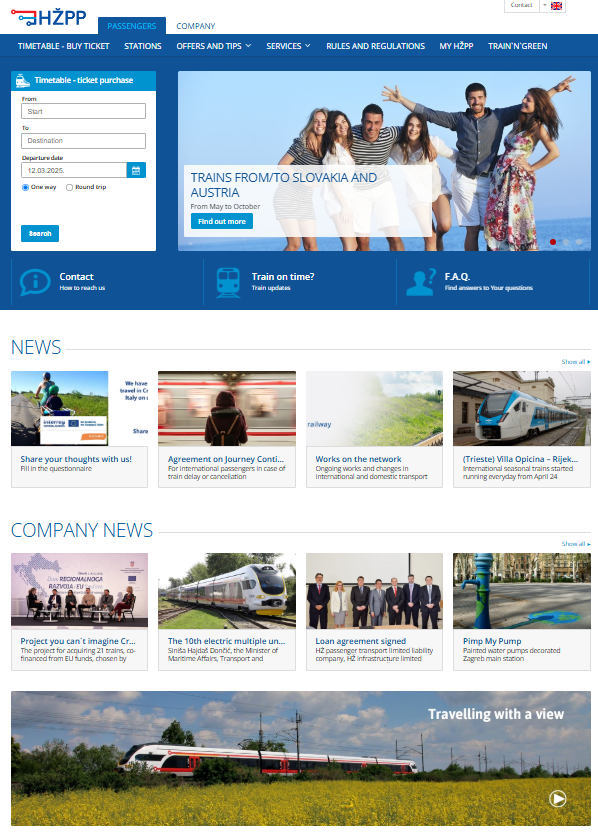 Contact
HŽPP
PASSENGERS
COMPANY
TIMETABLE - BUY TICKET
STATIONS
OFFERS AND TIPS
SERVICES
RULES AND REGULATIONS
MY HŽPP
TRAIN`N`GREEN
Timetable - ticket purchase
From
Start
To
Destination
Departure date
12.03.2025.
One way
Round trip
Search
TRAINS FROM/TO SLOVAKIA AND
AUSTRIA
From May to October
Find out more
Contact
How to reach us
Train on time?
Train updates
F.A.Q.
Find answers to Your questions
NEWS
Show all
We have
travel in Cr
Italy on
interreg
Share
railway
Share your thoughts with us!
Fill in the questionnaire
Agreement on Journey Conti...
For international passengers in case of
train delay or cancellation
Works on the network
Ongoing works and changes in
international and domestic transport
(Trieste) Villa Opicina – Rijek...
International seasonal trains started
running everyday from April 24
COMPANY NEWS
Show all
Dani REGIONALNOGA
RAZVOJA i EU fondova
Project you can`t imagine Cr...
The project for acquiring 21 trains, co-
financed from EU funds, chosen by
The 10th electric multiple un...
Siniša Hajdaš Dončić, the Minister of
Maritime Affairs, Transport and
Loan agreement signed
HŽ passenger transport limited liability
company, HŽ infrastructure limited
Pimp My Pump
Painted water pumps decorated
Zagreb main station
Travelling with a view